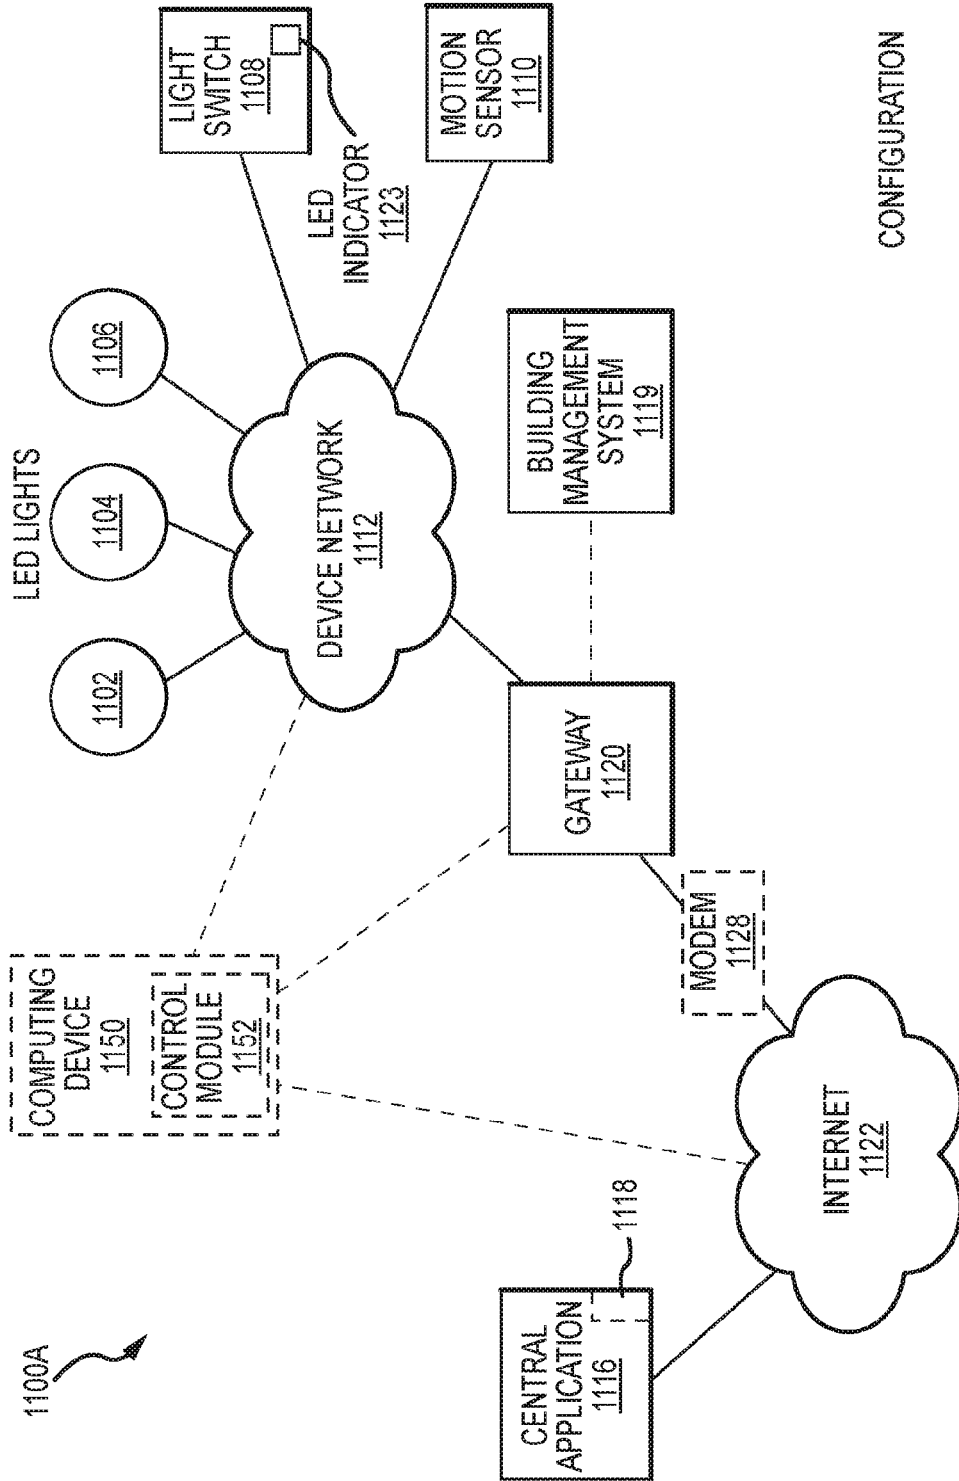 1100A
COMPUTING
DEVICE
1150
CONTROL
MODULE
1152
LED LIGHTS
1102
1104
1106
LIGHT
SWITCH
1108
LED
INDICATOR
1123
MOTION
SENSOR
1110
DEVICE NETWORK
1112
CENTRAL
APPLICATION
1116
1118
GATEWAY
1120
BUILDING
MANAGEMENT
SYSTEM
1119
MODEM
1128
INTERNET
1122
CONFIGURATION